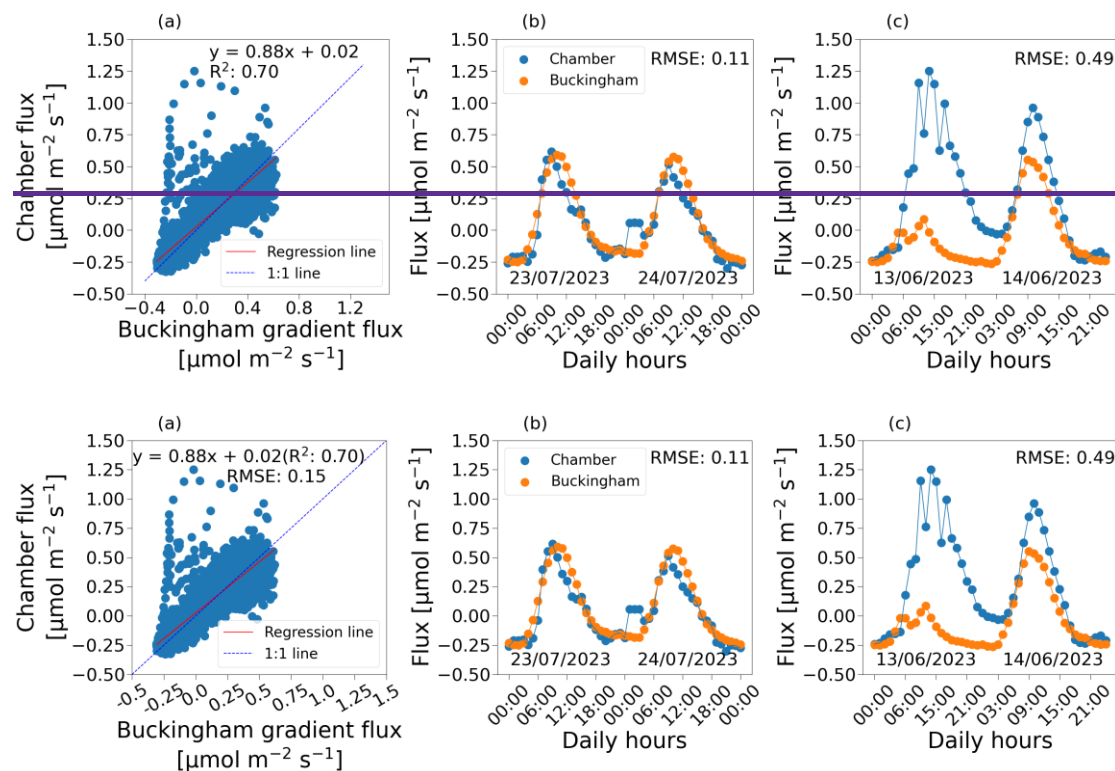 (a)
y = 0.88x + 0.02
R²: 0.70
1.50
1.25
1.00
0.75
0.50
0.25
0.00
−0.25
−0.50
Chamber flux
[μmol m⁻² s⁻¹]
Regression line
1:1 line
−0.4
0.0
0.4
0.8
1.2
Buckingham gradient flux
[μmol m⁻² s⁻¹]
(b)
Chamber
Buckingham
RMSE: 0.11
1.50
1.25
1.00
0.75
0.50
0.25
0.00
−0.25
−0.50
Flux [μmol m⁻² s⁻¹]
23/07/2023
24/07/2023
00:00
06:00
12:00
18:00
00:00
06:00
12:00
18:00
00:00
Daily hours
(c)
RMSE: 0.49
1.50
1.25
1.00
0.75
0.50
0.25
0.00
−0.25
−0.50
Flux [μmol m⁻² s⁻¹]
13/06/2023
14/06/2023
00:00
06:00
15:00
21:00
03:00
09:00
15:00
21:00
Daily hours
(a)
y = 0.88x + 0.02(R²: 0.70)
RMSE: 0.15
1.50
1.25
1.00
0.75
0.50
0.25
0.00
−0.25
−0.50
Chamber flux
[μmol m⁻² s⁻¹]
Regression line
1:1 line
-0.5
-0.25
0.0
0.25
0.5
0.75
1.0
1.25
1.5
Buckingham gradient flux
[μmol m⁻² s⁻¹]
(b)
Chamber
Buckingham
RMSE: 0.11
1.50
1.25
1.00
0.75
0.50
0.25
0.00
−0.25
−0.50
Flux [μmol m⁻² s⁻¹]
23/07/2023
24/07/2023
00:00
06:00
12:00
18:00
00:00
06:00
12:00
18:00
00:00
Daily hours
(c)
RMSE: 0.49
1.50
1.25
1.00
0.75
0.50
0.25
0.00
−0.25
−0.50
Flux [μmol m⁻² s⁻¹]
13/06/2023
14/06/2023
00:00
06:00
15:00
21:00
03:00
09:00
15:00
21:00
Daily hours